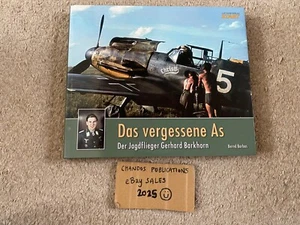 5
Das vergessene As
Der Jagdflieger Gerhard Barkhorn
Bernd Barbas
CHANDOS PUBLICATIONS
eBay SALES
2025